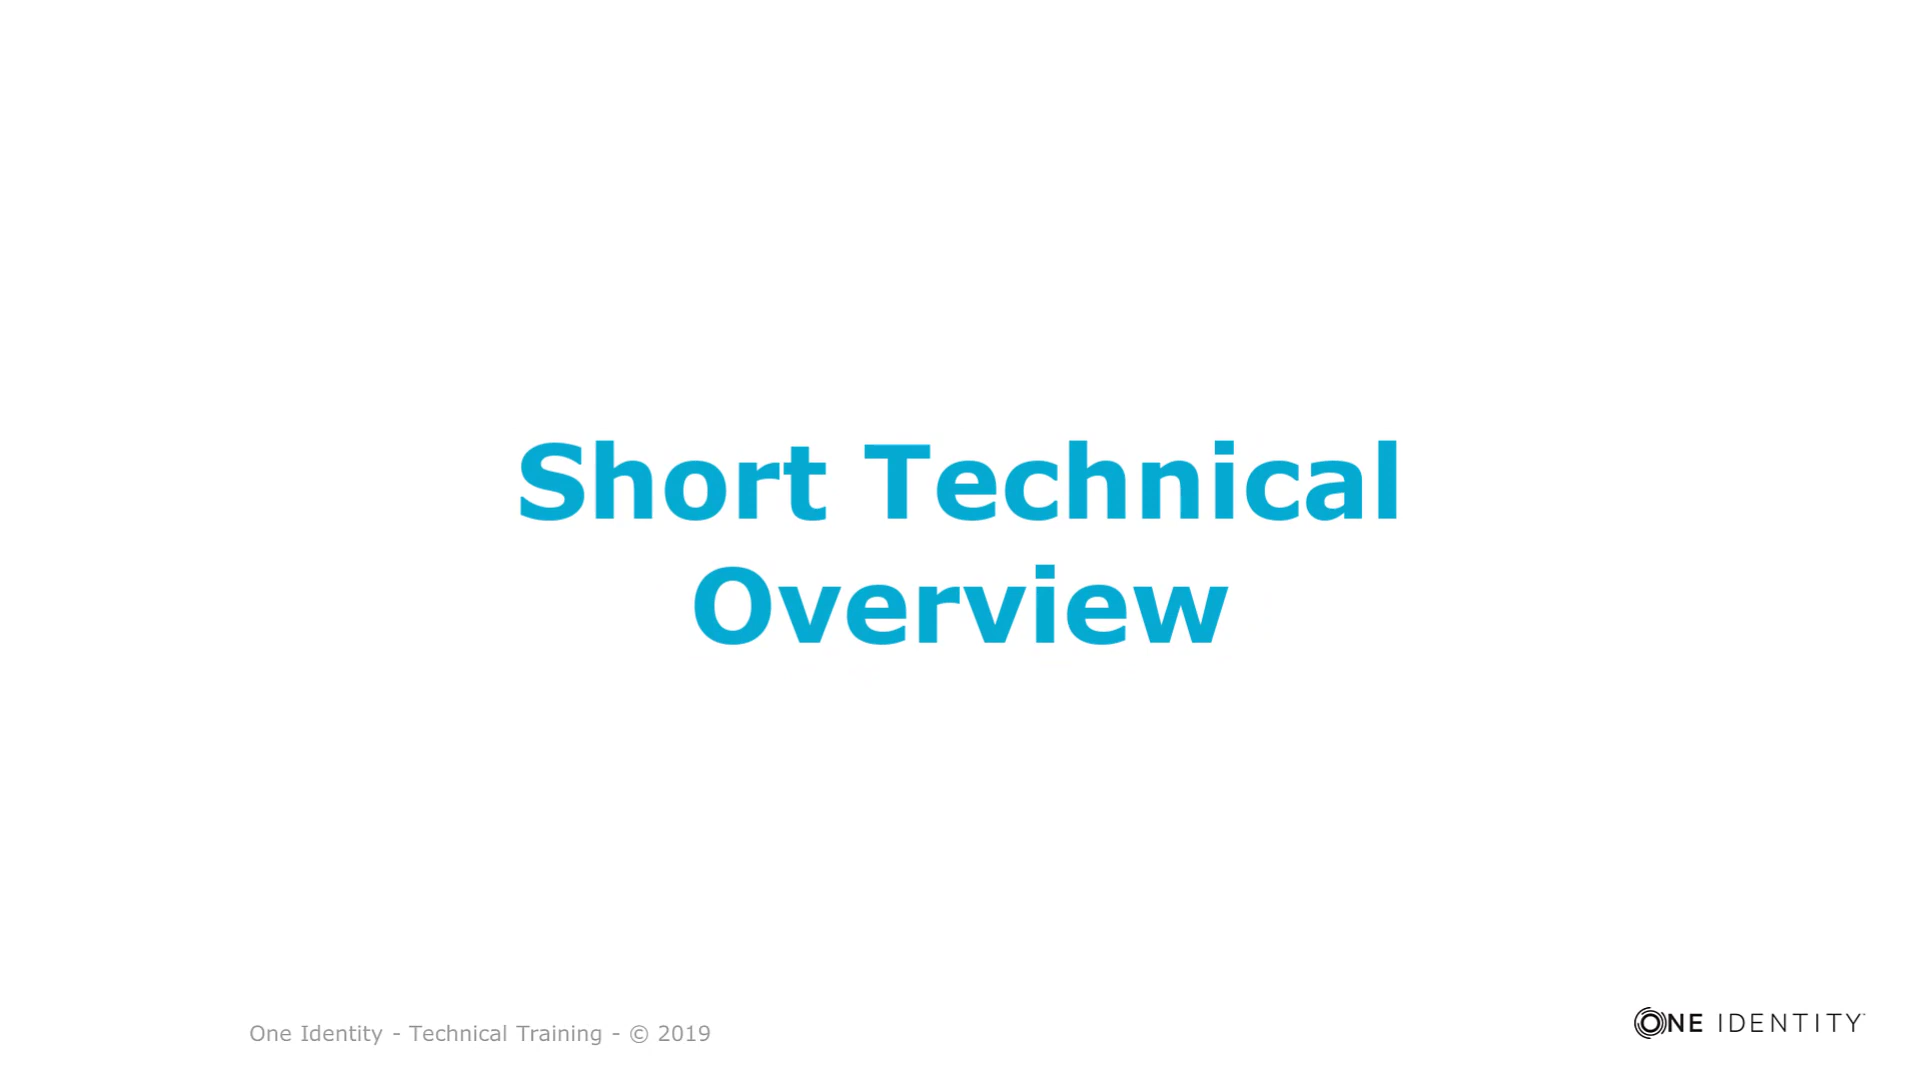 Short Technical
Overview
One Identity - Technical Training - © 2019
ONE IDENTITY